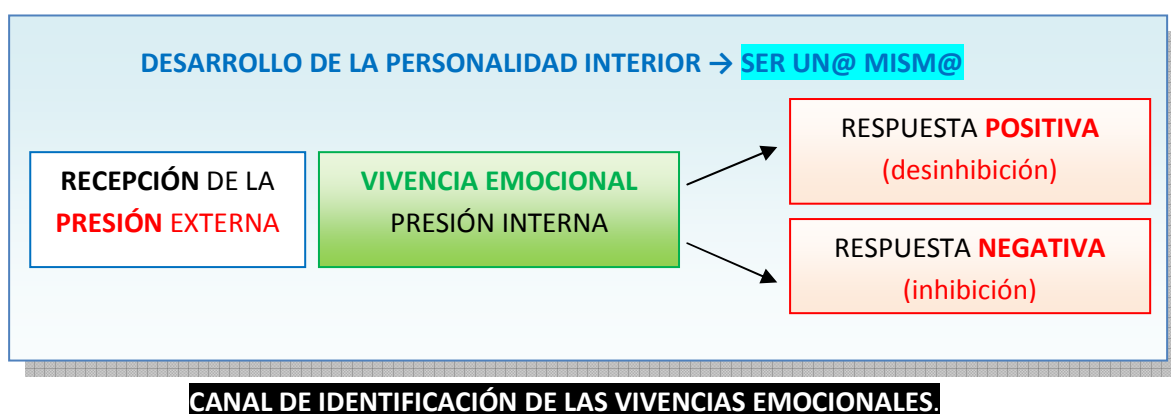 DESARROLLO DE LA PERSONALIDAD INTERIOR → SER UN@ MISM@
RECEPCIÓN DE LA
PRESIÓN EXTERNA
VIVENCIA EMOCIONAL
PRESIÓN INTERNA
RESPUESTA POSITIVA
(desinhibición)
RESPUESTA NEGATIVA
(inhibición)
CANAL DE IDENTIFICACIÓN DE LAS VIVENCIAS EMOCIONALES.